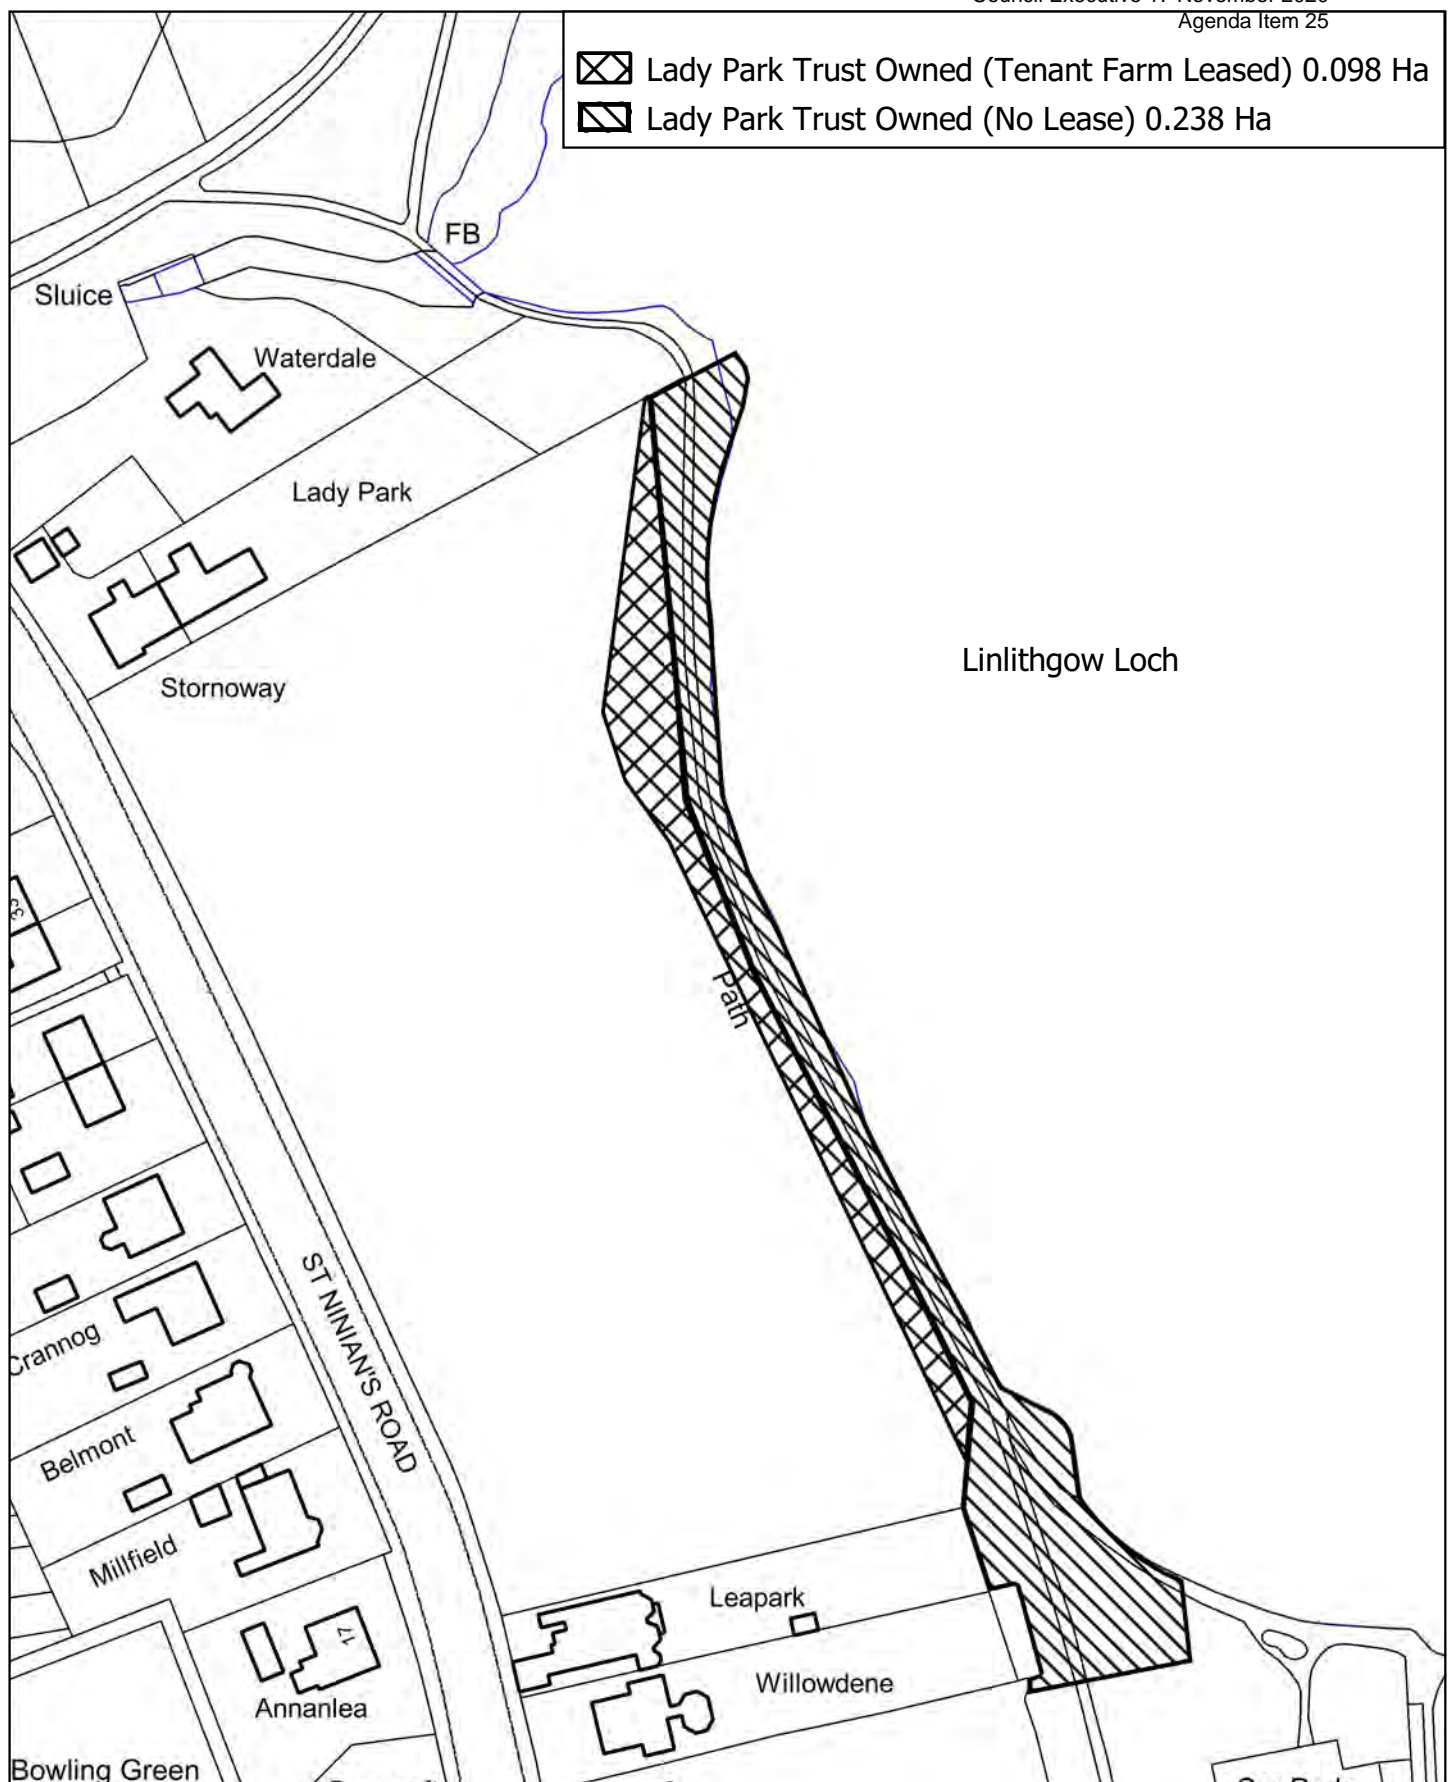 Agenda Item 25
Lady Park Trust Owned (Tenant Farm Leased) 0.098 Ha
Lady Park Trust Owned (No Lease) 0.238 Ha
FB
Sluice
Waterdale
Lady Park
Linlithgow Loch
Stornoway
33
Path
ST NINIAN'S ROAD
Crannog
Belmont
Millfield
Leapark
17
Willowdene
Annanlea
Bowling Green